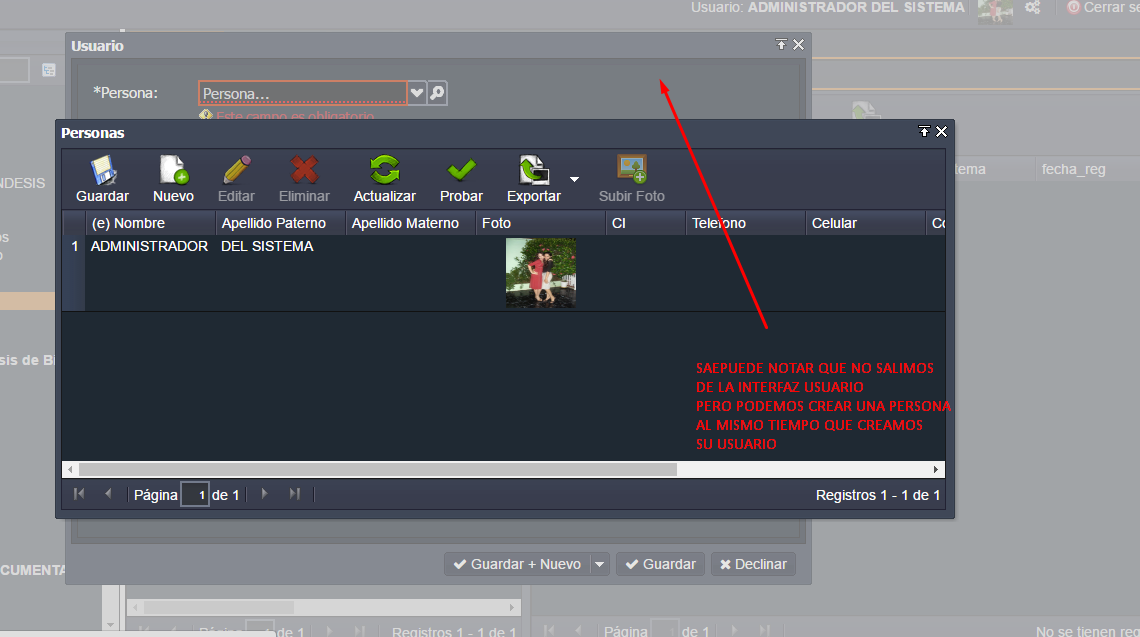 Usuario: ADMINISTRADOR DEL SISTEMA
Cerrar se
Usuario
*Persona:
Persona...
Este campo es obligatorio
Personas
Guardar Nuevo Editar Eliminar Actualizar Probar Exportar Subir Foto
(e) Nombre Apellido Paterno Apellido Materno Foto CI Telefono Celular Co
1 ADMINISTRADOR DEL SISTEMA
NDESIS
tema
fecha_reg
os
o
sis de B
SAEPUEDE NOTAR QUE NO SALIMOS
DE LA INTERFAZ USUARIO
PERO PODEMOS CREAR UNA PERSONA
AL MISMO TIEMPO QUE CREAMOS
SU USUARIO
Página 1 de 1
Registros 1 - 1 de 1
CUMENTA
Guardar + Nuevo Guardar Declinar
Página 1 de 1
Registros 1 - 1 de 1
Página de 1
No se tienen reg